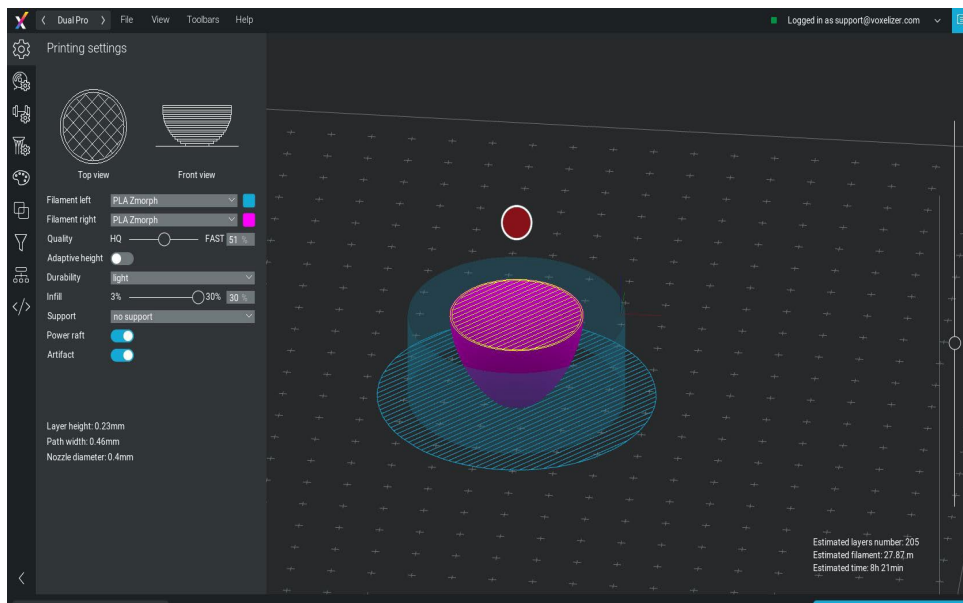 Dual Pro File View Toolbars Help Logged in as support@voxelizer.com
Printing settings
Top view Front view
Filament left PLA Zmorph
Filament right PLA Zmorph
Quality HQ FAST 51 %
Adaptive height
Durability light
Infill 3% 30% 30 %
Support no support
Power raft
Artifact
Layer height: 0.23mm
Path width: 0.46mm
Nozzle diameter: 0.4mm
Estimated layers number: 205
Estimated filament: 27.87 m
Estimated time: 8h 21min